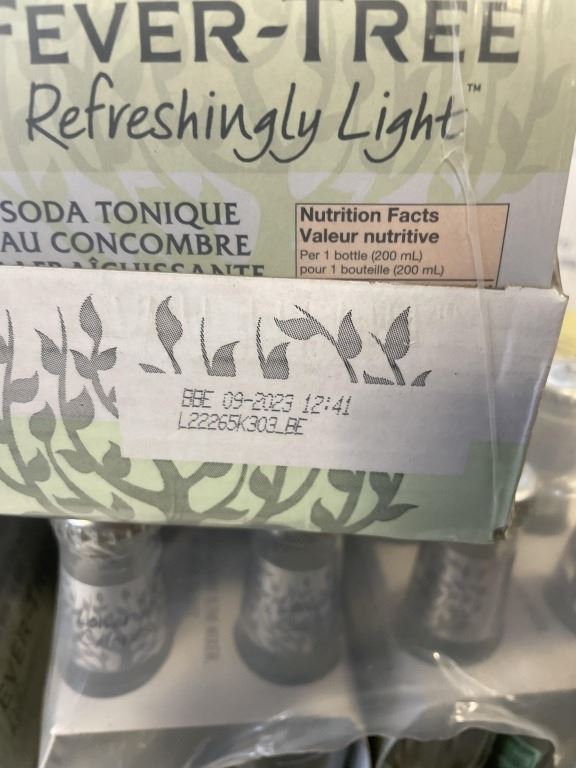 FEVER-TREE
Refreshingly Light™
SODA TONIQUE
AU CONCOMBRE
RAFRAÎCHISSANTE
Nutrition Facts
Valeur nutritive
Per 1 bottle (200 mL)
pour 1 bouteille (200 mL)
BBE 09-2023 12:41
L22265K303_BE